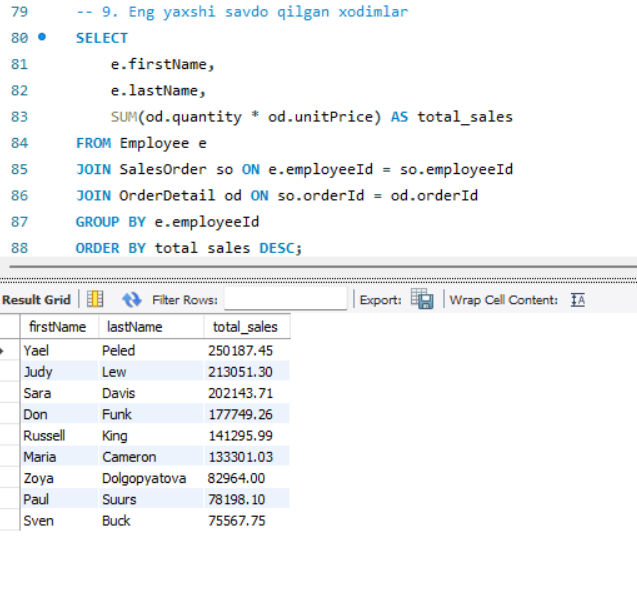 79 -- 9. Eng yaxshi savdo qilgan xodimlar
80 SELECT
81 e.firstName,
82 e.lastName,
83 SUM(od.quantity * od.unitPrice) AS total_sales
84 FROM Employee e
85 JOIN SalesOrder so ON e.employeeId = so.employeeId
86 JOIN OrderDetail od ON so.orderId = od.orderId
87 GROUP BY e.employeeId
88 ORDER BY total sales DESC;
Result Grid Filter Rows: Export: Wrap Cell Content: IA
firstName lastName total_sales
Yael Peled 250187.45
Judy Lew 213051.30
Sara Davis 202143.71
Don Funk 177749.26
Russell King 141295.99
Maria Cameron 133301.03
Zoya Dolgopyatova 82964.00
Paul Suurs 78198.10
Sven Buck 75567.75